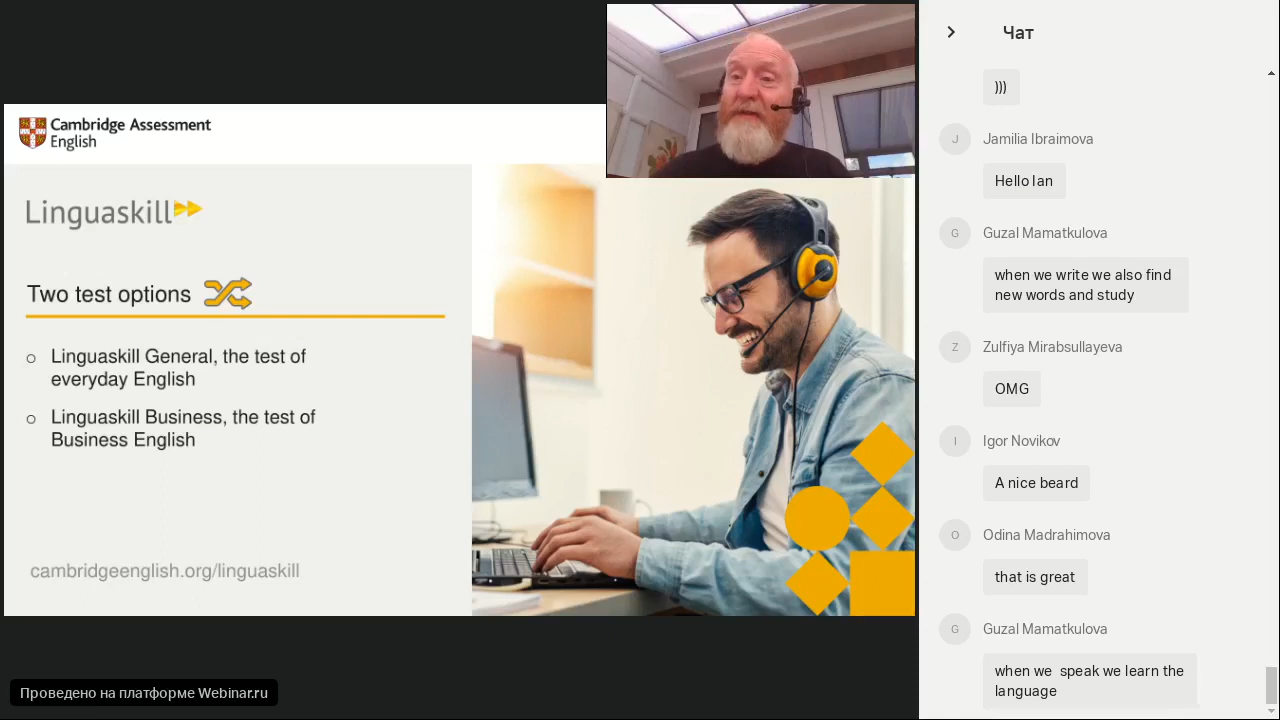 Cambridge Assessment
English
Linguaskill
Two test options
Linguaskill General, the test of
everyday English
Linguaskill Business, the test of
Business English
cambridgeenglish.org/linguaskill
Проведено на платформе Webinar.ru
Чат
)))
J
Jamilia Ibraimova
Hello Ian
G
Guzal Mamatkulova
when we write we also find
new words and study
Z
Zulfiya Mirabsullayeva
OMG
I
Igor Novikov
A nice beard
O
Odina Madrahimova
that is great
G
Guzal Mamatkulova
when we  speak we learn the
language